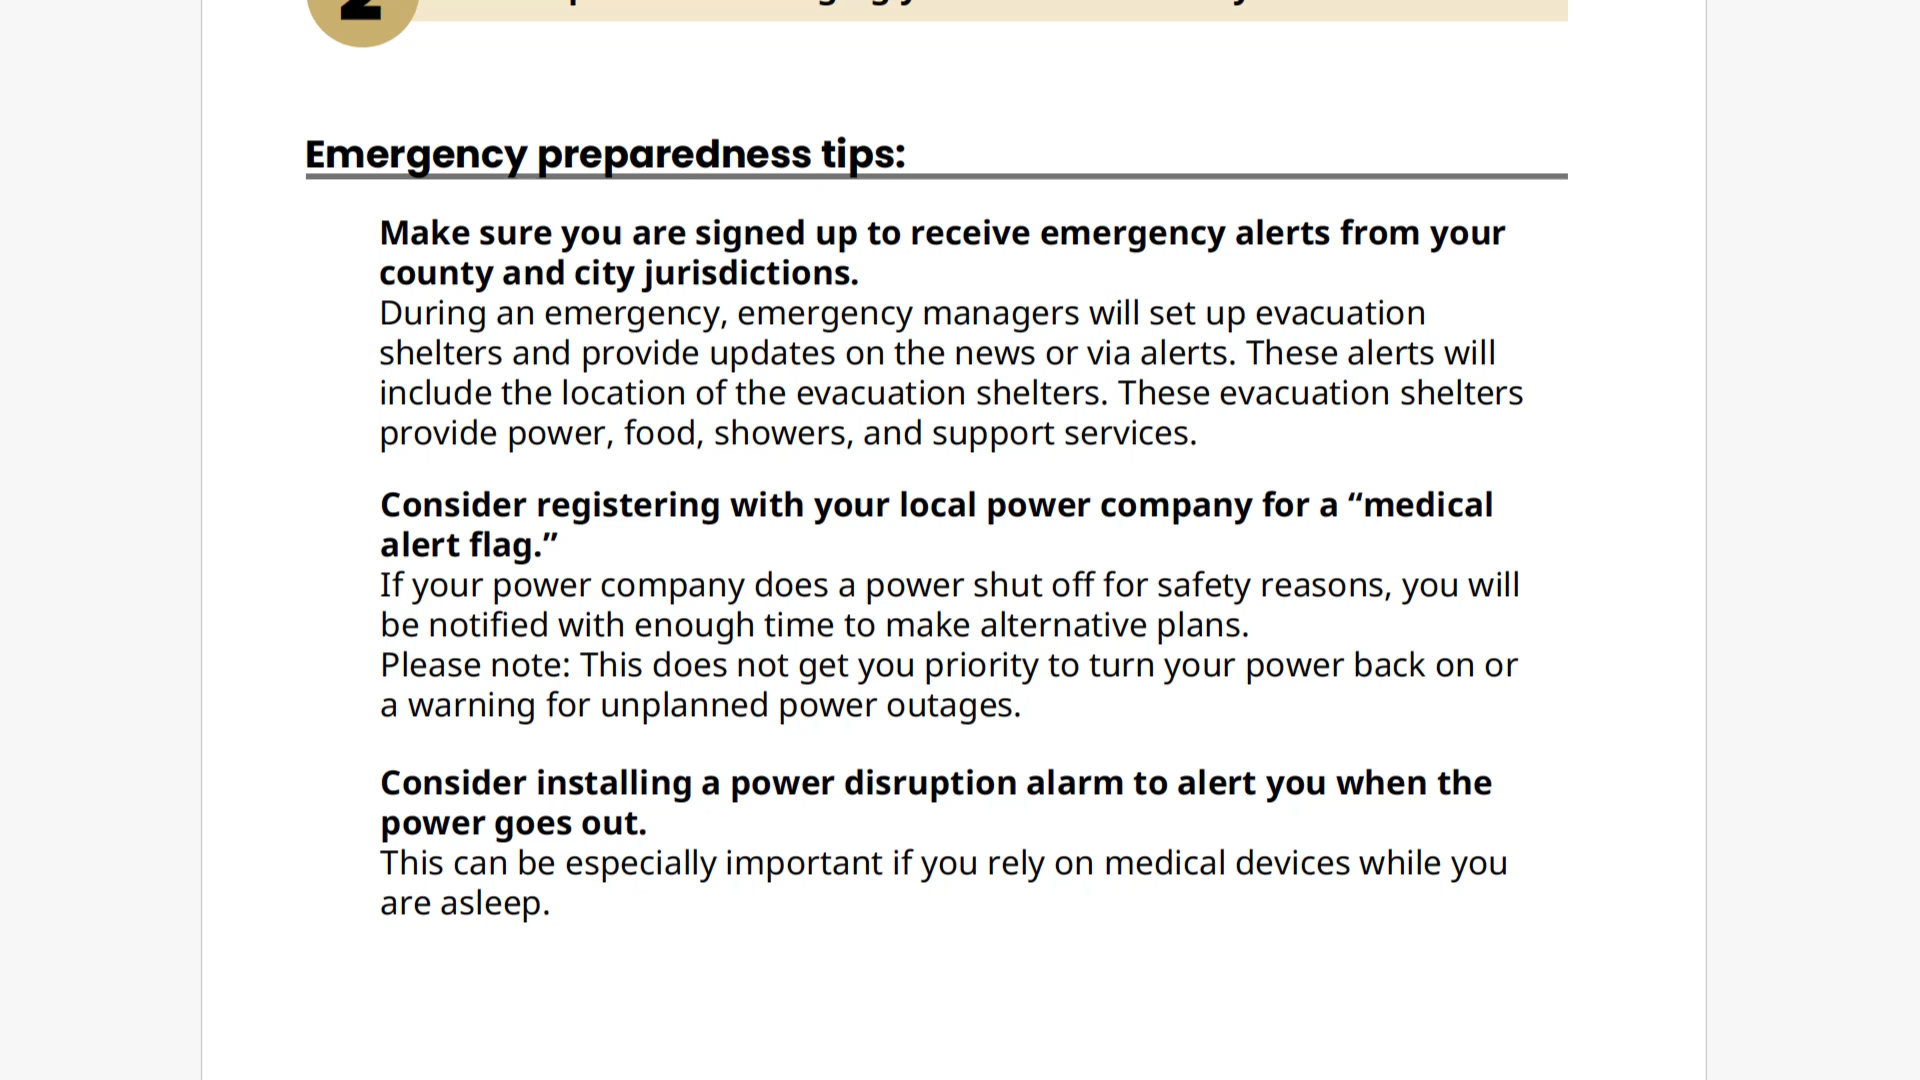 2
Emergency preparedness tips:
Make sure you are signed up to receive emergency alerts from your
county and city jurisdictions.
During an emergency, emergency managers will set up evacuation
shelters and provide updates on the news or via alerts. These alerts will
include the location of the evacuation shelters. These evacuation shelters
provide power, food, showers, and support services.
Consider registering with your local power company for a “medical
alert flag.”
If your power company does a power shut off for safety reasons, you will
be notified with enough time to make alternative plans.
Please note: This does not get you priority to turn your power back on or
a warning for unplanned power outages.
Consider installing a power disruption alarm to alert you when the
power goes out.
This can be especially important if you rely on medical devices while you
are asleep.